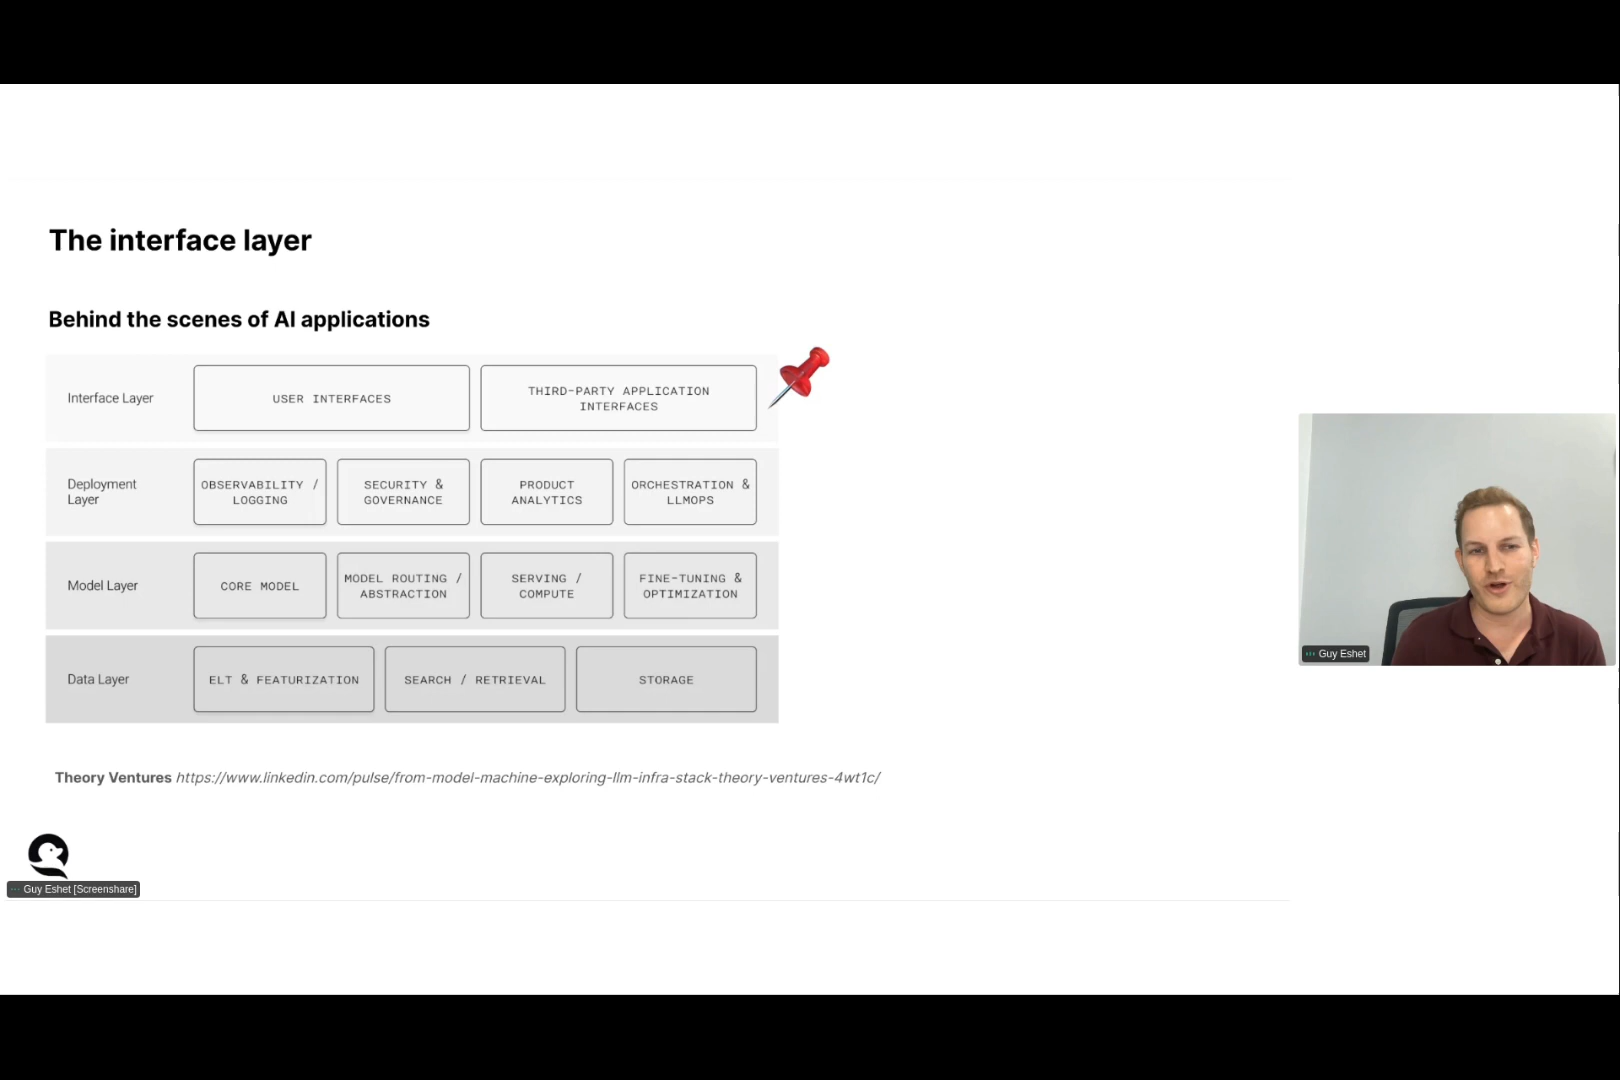 The interface layer
Behind the scenes of AI applications
Interface Layer
USER INTERFACES
THIRD-PARTY APPLICATION
INTERFACES
Deployment
Layer
OBSERVABILITY /
LOGGING
SECURITY &
GOVERNANCE
PRODUCT
ANALYTICS
ORCHESTRATION &
LLMOPS
Model Layer
CORE MODEL
MODEL ROUTING /
ABSTRACTION
SERVING /
COMPUTE
FINE-TUNING &
OPTIMIZATION
Data Layer
ELT & FEATURIZATION
SEARCH / RETRIEVAL
STORAGE
Theory Ventures https://www.linkedin.com/pulse/from-model-machine-exploring-llm-infra-stack-theory-ventures-4wt1c/
Guy Eshet [Screenshare]
Guy Eshet